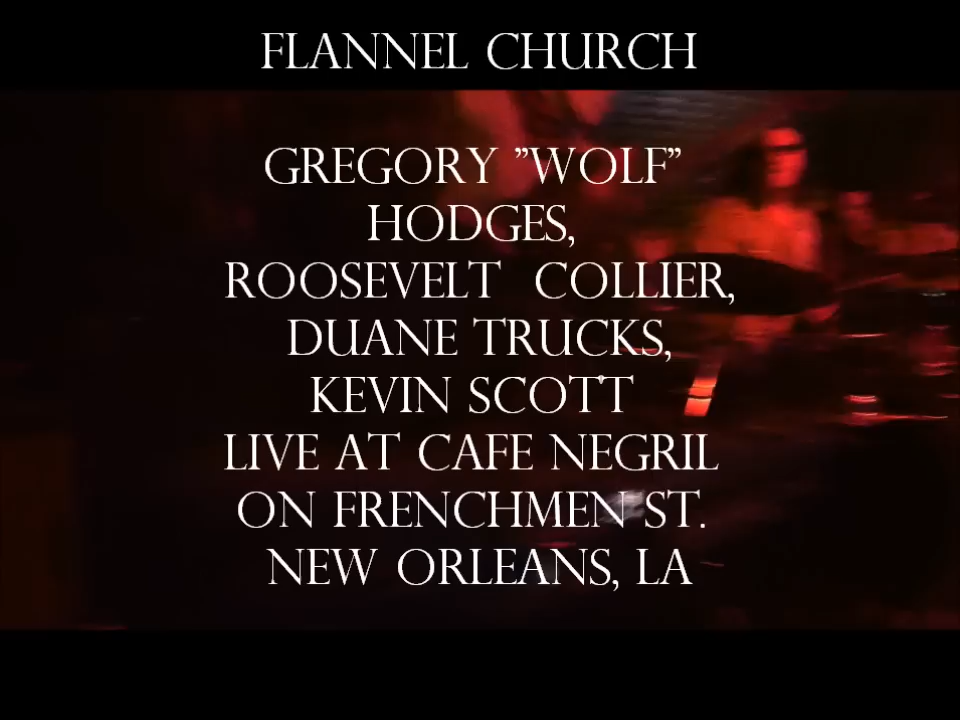 FLANNEL CHURCH
GREGORY "WOLF"
HODGES,
ROOSEVELT COLLIER,
DUANE TRUCKS,
KEVIN SCOTT
LIVE AT CAFE NEGRIL
ON FRENCHMEN ST.
NEW ORLEANS, LA